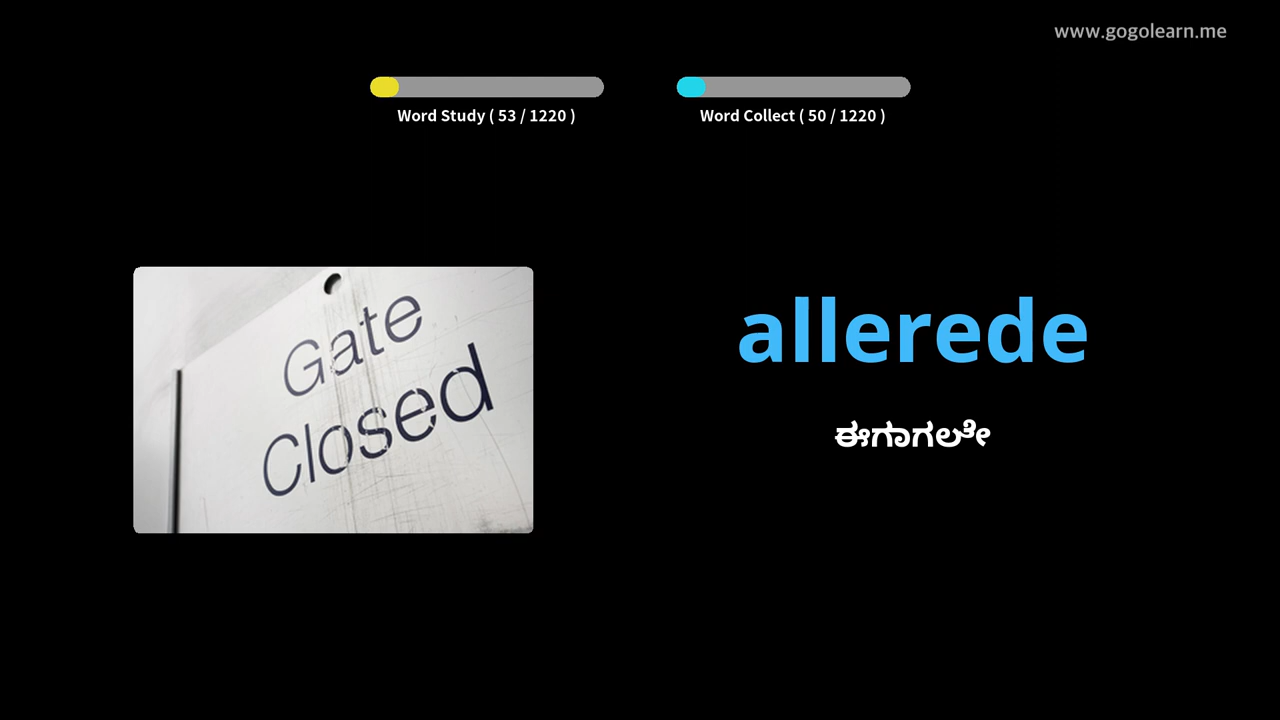 www.gogolearn.me
Word Study ( 53 / 1220 )
Word Collect ( 50 / 1220 )
Gate
Closed
allerede
ಈಗಾಗಲೇ